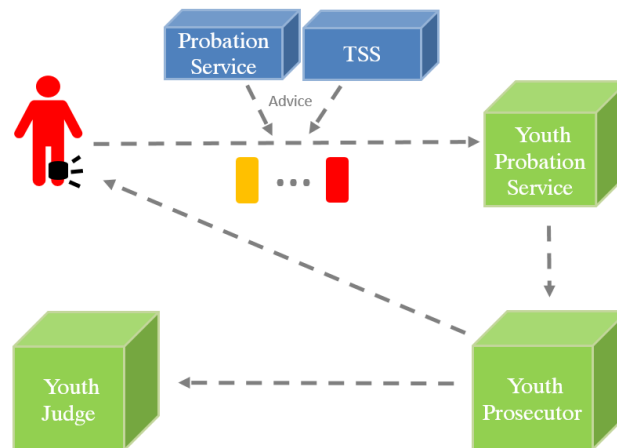 Probation
Service
TSS
Advice
Youth
Probation
Service
Youth
Judge
Youth
Prosecutor